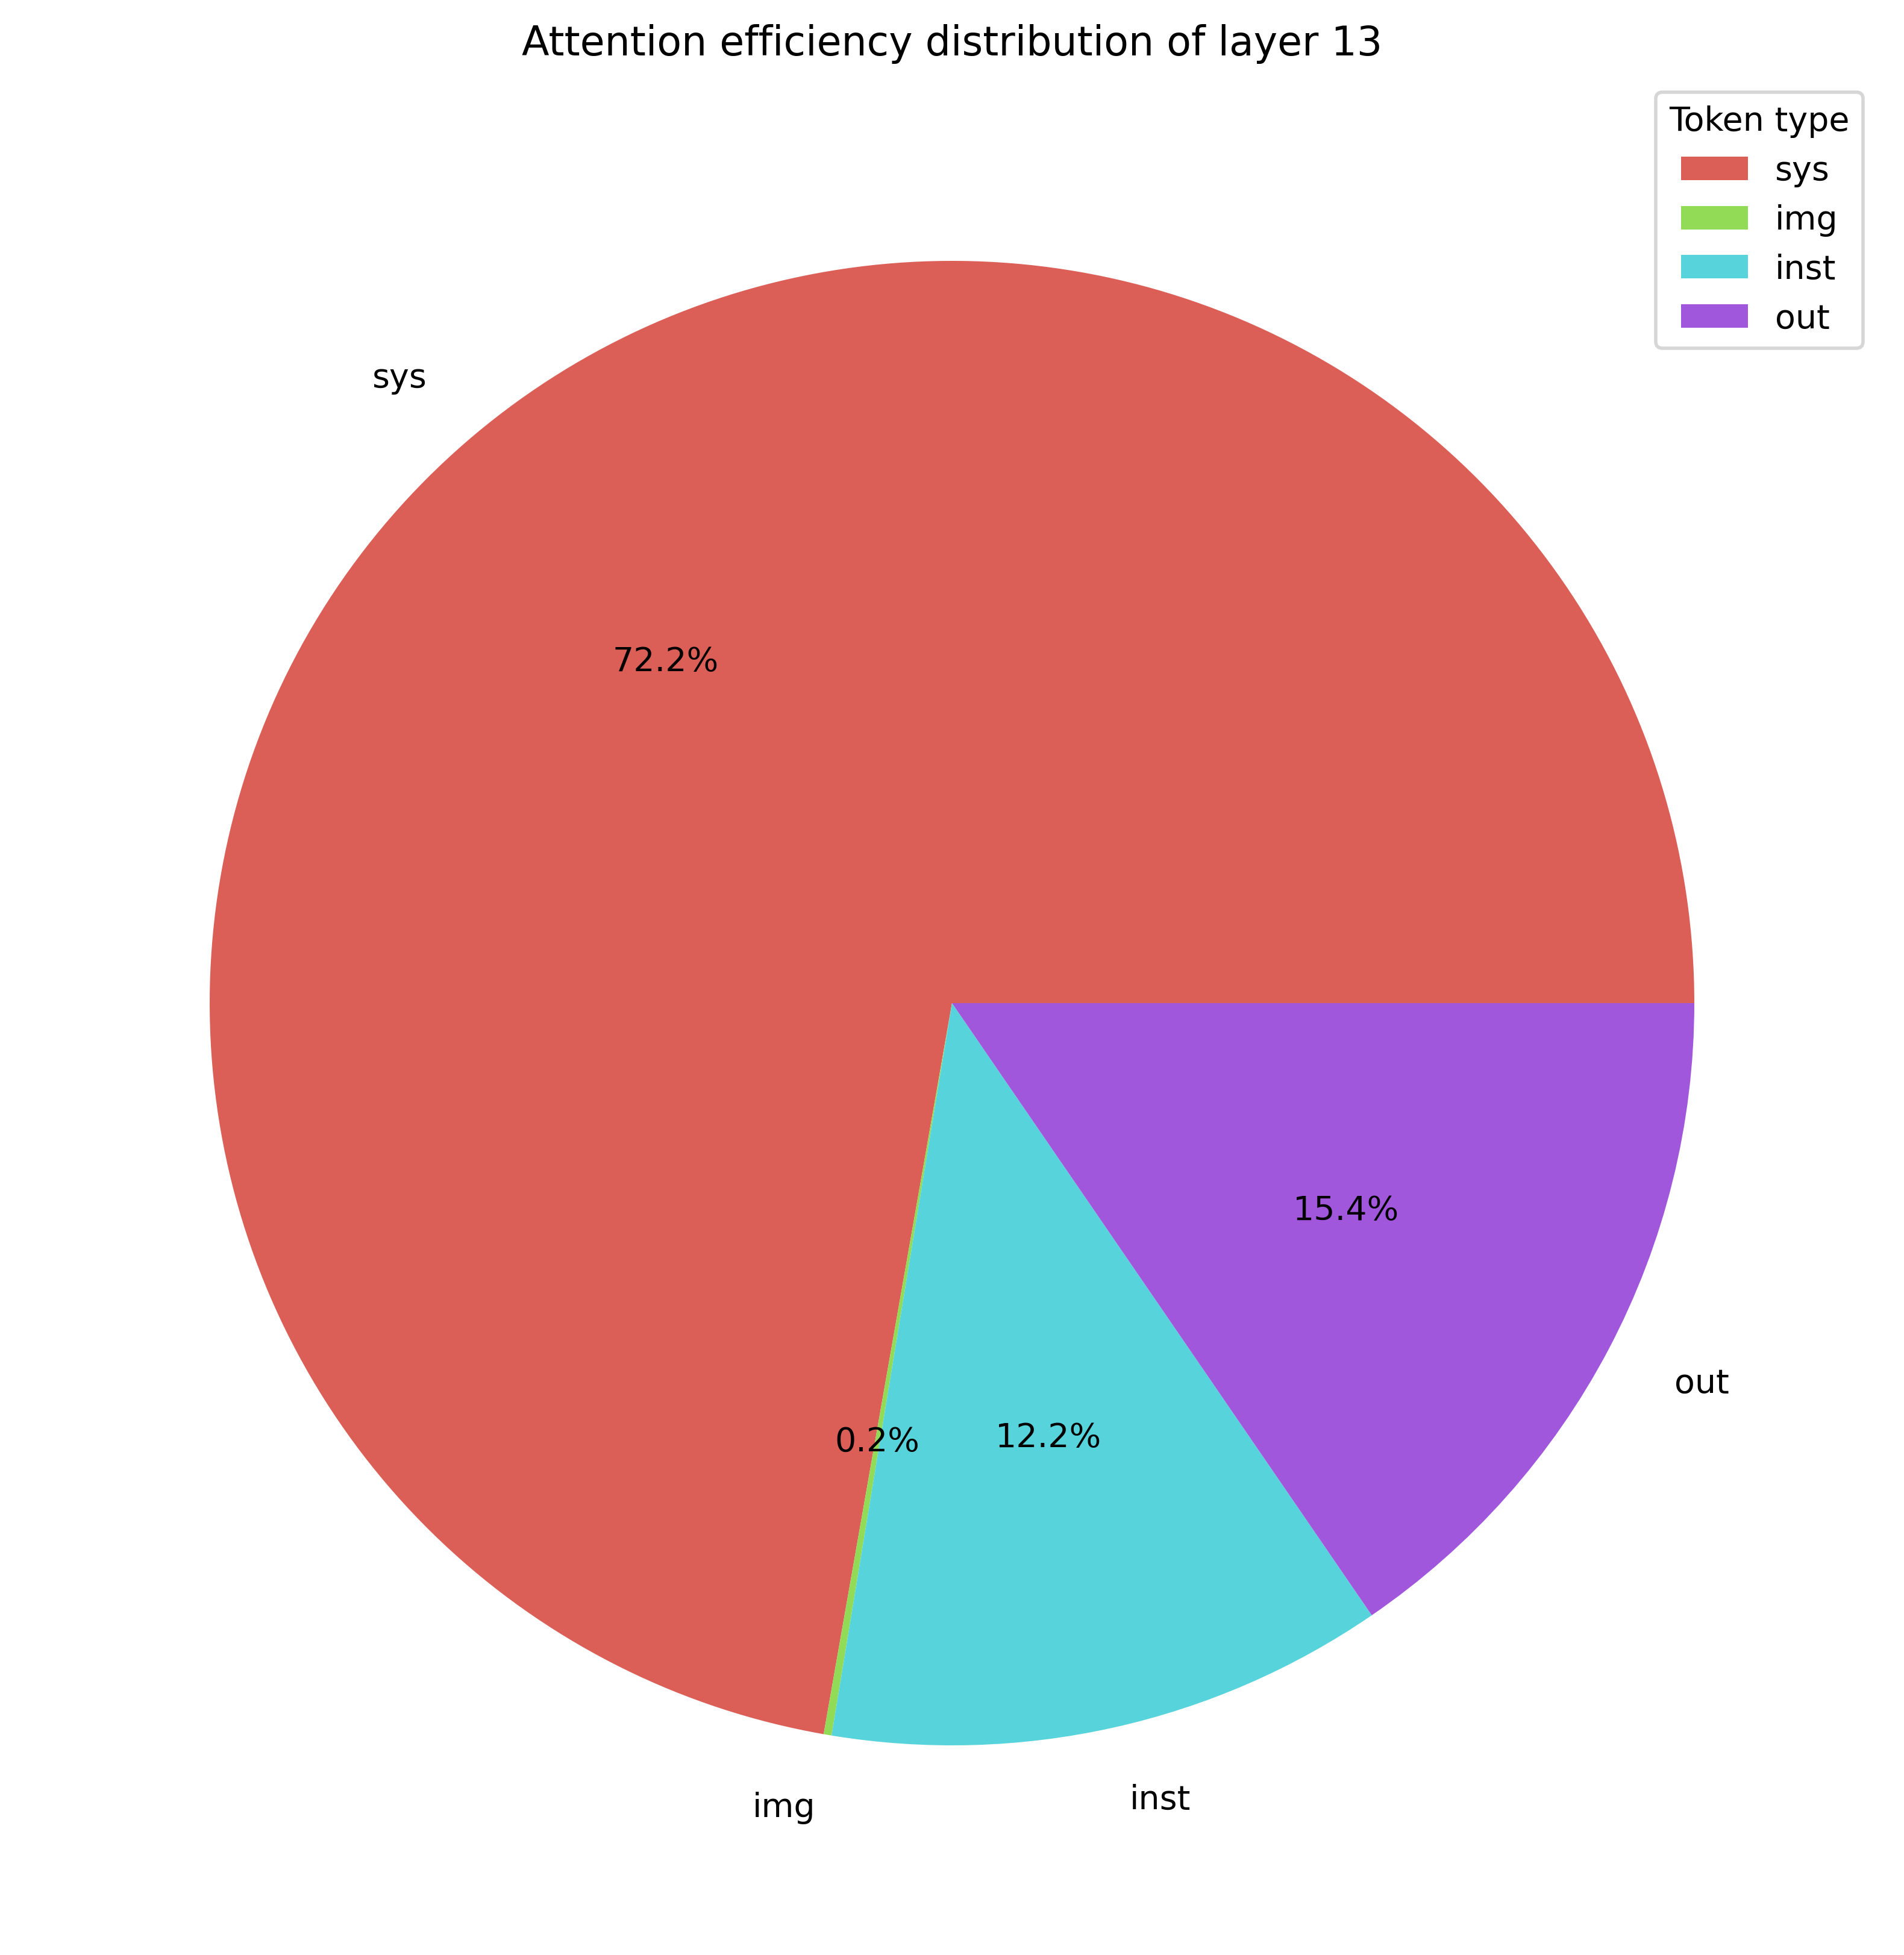 Attention efficiency distribution of layer 13
Token type
sys
img
inst
out
sys
72.2%
15.4%
out
0.2%
12.2%
img
inst